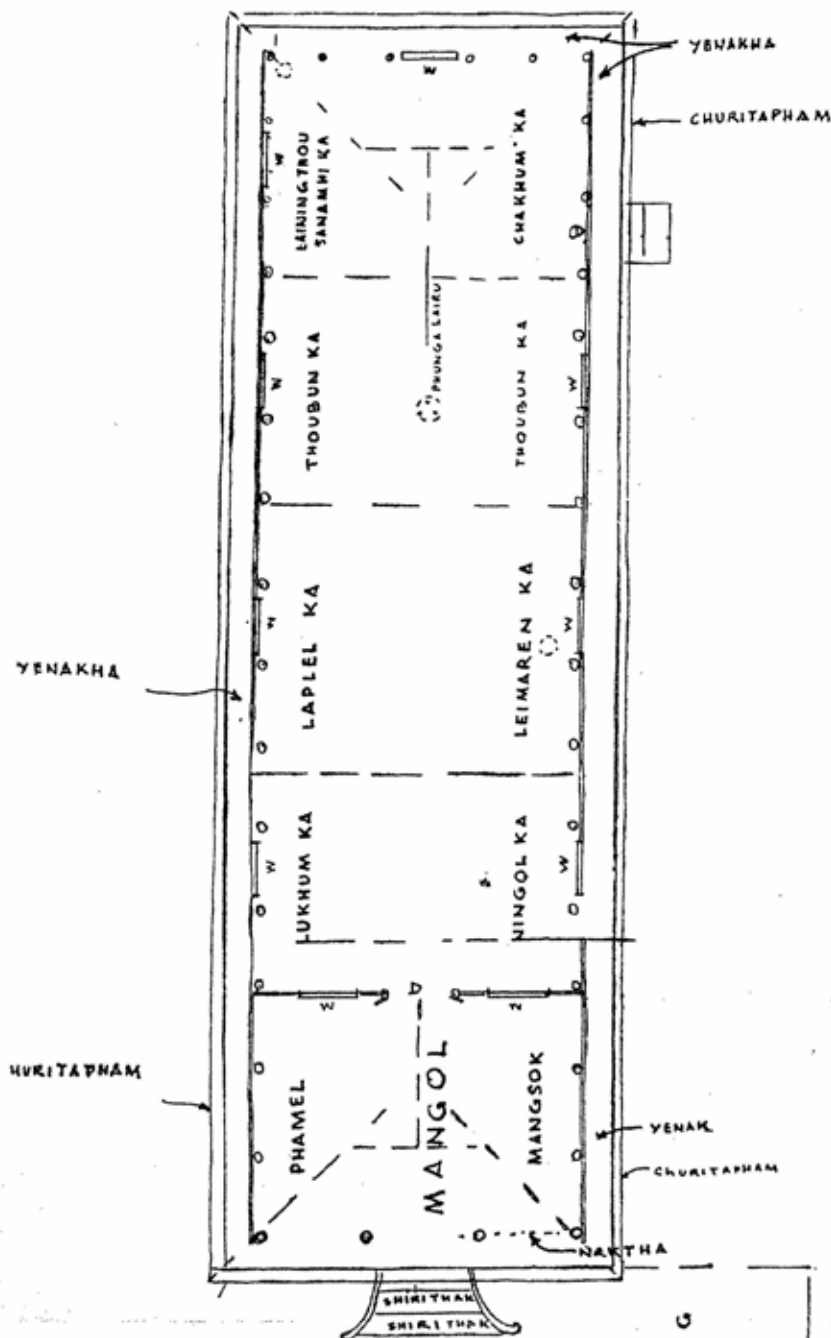 YENAKHA
W
CHURITAPHAM
LAININGTHOU
SANAMHI KA
W
CHAKHUM KA
D
PHUNGA LAIRU
THOUBUN KA
W
THOUBUN KA
W
LAPLEL KA
W
LEIMAREN KA
W
YENAKHA
LUKHUM KA
W
NINGOL KA
W
D
W
W
HURITAPHAM
PHAMEL
MANGOL
MANGSOK
YENAK
CHURITAPHAM
NAKTHA
SHIRITHAK
SHIRITHAK
G